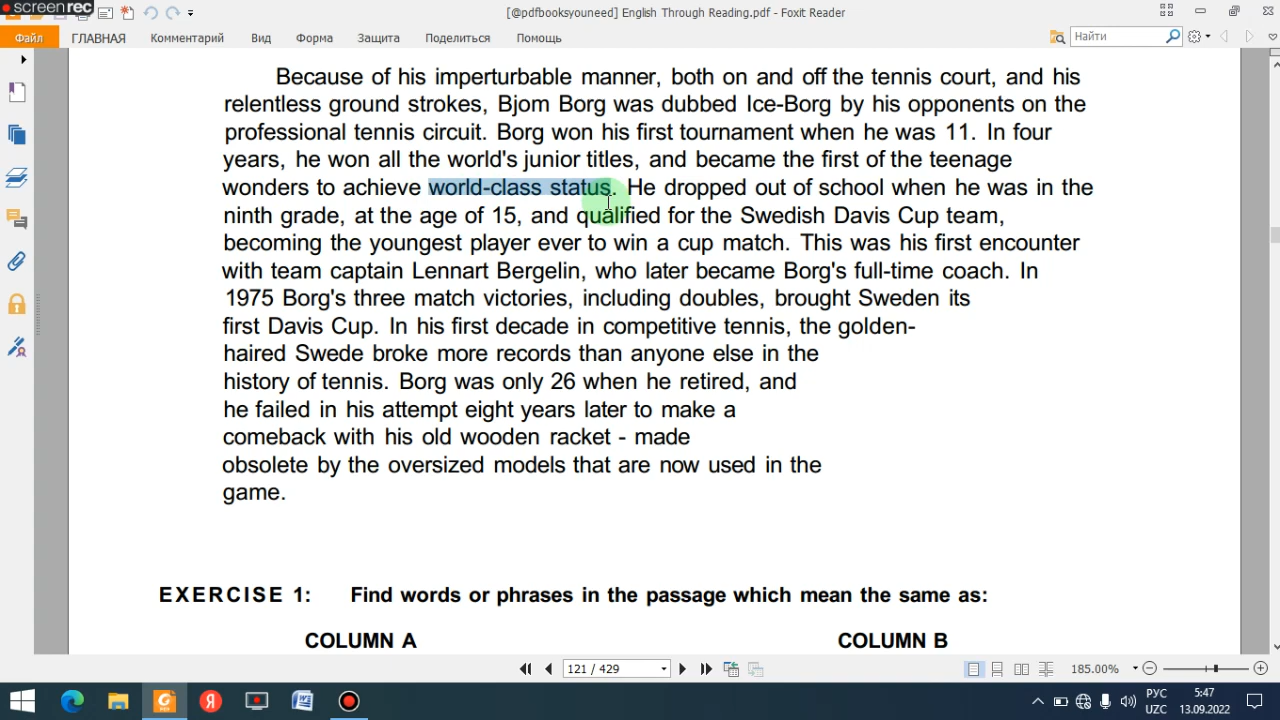 screenrec
[@pdfbooksyouneed] English Through Reading.pdf - Foxit Reader
Файл ГЛАВНАЯ Комментарий Вид Форма Защита Поделиться Помощь Найти
Because of his imperturbable manner, both on and off the tennis court, and his
relentless ground strokes, Bjom Borg was dubbed Ice-Borg by his opponents on the
professional tennis circuit. Borg won his first tournament when he was 11. In four
years, he won all the world's junior titles, and became the first of the teenage
wonders to achieve world-class status. He dropped out of school when he was in the
ninth grade, at the age of 15, and qualified for the Swedish Davis Cup team,
becoming the youngest player ever to win a cup match. This was his first encounter
with team captain Lennart Bergelin, who later became Borg's full-time coach. In
1975 Borg's three match victories, including doubles, brought Sweden its
first Davis Cup. In his first decade in competitive tennis, the golden-
haired Swede broke more records than anyone else in the
history of tennis. Borg was only 26 when he retired, and
he failed in his attempt eight years later to make a
comeback with his old wooden racket - made
obsolete by the oversized models that are now used in the
game.
EXERCISE 1: Find words or phrases in the passage which mean the same as:
COLUMN A COLUMN B
121 / 429 185.00%
РУС 5:47
UZC 13.09.2022